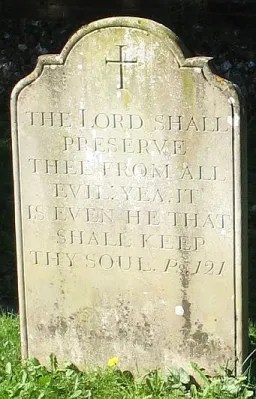 THE LORD SHALL
PRESERVE
THEE FROM ALL
EVIL: YEA, IT
IS EVEN HE THAT
SHALL KEEP
THY SOUL. Ps. 121